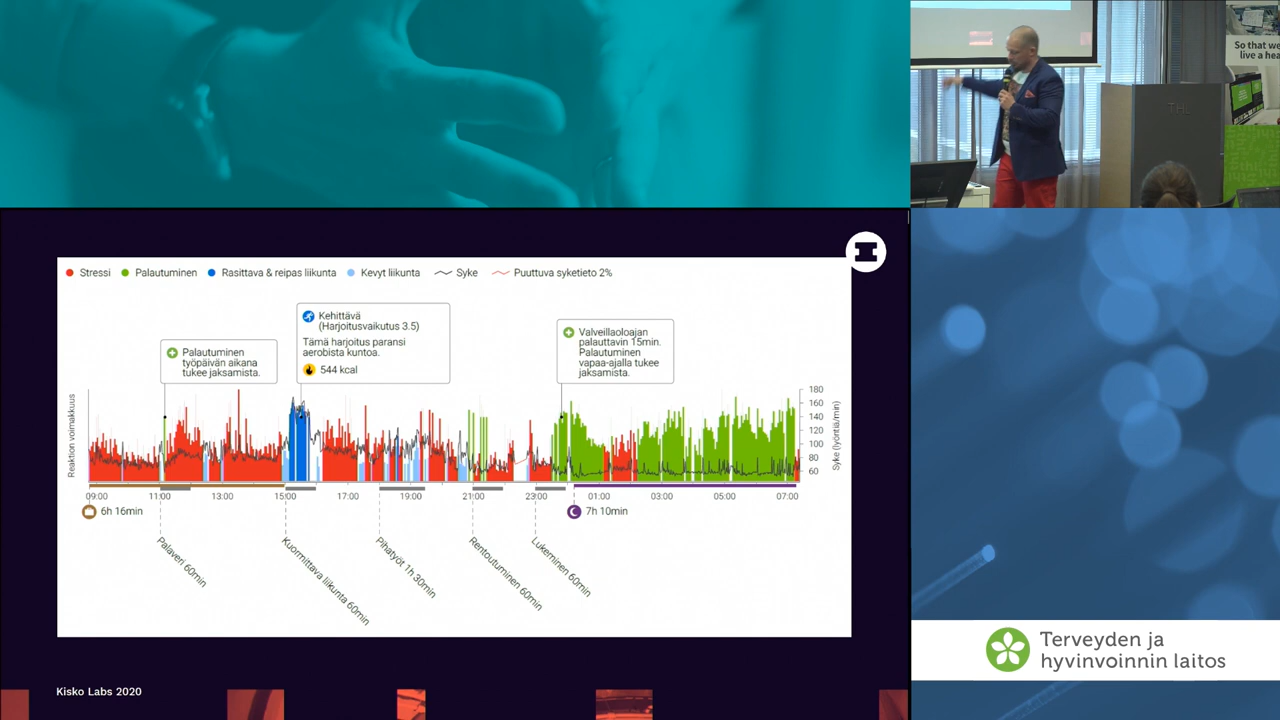 So that we
live a hea
THL
Stressi
Palautuminen
Rasittava & reipas liikunta
Kevyt liikunta
Syke
Puuttuva syketieto 2%
Palautuminen
työpäivän aikana
tukee jaksamista.
Kehittävä
(Harjoitusvaikutus 3.5)
Tämä harjoitus paransi
aerobista kuntoa.
544 kcal
Valveillaoloajan
palauttavin 15min.
Palautuminen
vapaa-ajalla tukee
jaksamista.
Reaktion voimakkuus
180
160
140
120
100
80
60
Syke (lyöntiä/min)
09:00 11:00 13:00 15:00 17:00 19:00 21:00 23:00 01:00 03:00 05:00 07:00
6h 16min
7h 10min
Palaveri 60min
Kuormittava liikunta 60min
Pihatyöt 1h 30min
Rentoutuminen 60min
Lukeminen 60min
Kisko Labs 2020
Terveyden ja
hyvinvoinnin laitos